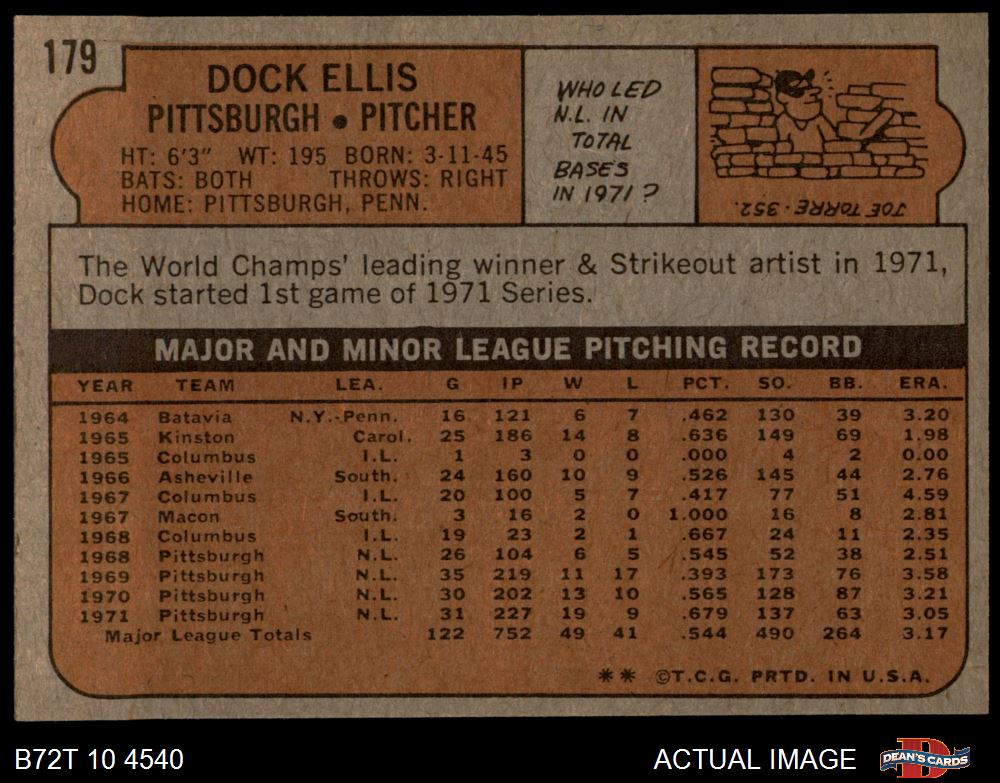 179
DOCK ELLIS
PITTSBURGH • PITCHER
HT: 6'3" WT: 195 BORN: 3-11-45
BATS: BOTH THROWS: RIGHT
HOME: PITTSBURGH, PENN.
WHO LED
N.L. IN
TOTAL
BASES
IN 1971?
JOE TORRE • 352.
The World Champs' leading winner & Strikeout artist in 1971,
Dock started 1st game of 1971 Series.
MAJOR AND MINOR LEAGUE PITCHING RECORD
YEAR TEAM LEA. G IP W L PCT. SO. BB. ERA.
1964 Batavia N.Y.-Penn. 16 121 6 7 .462 130 39 3.20
1965 Kinston Carol. 25 186 14 8 .636 149 69 1.98
1965 Columbus I.L. 1 3 0 0 .000 4 2 0.00
1966 Asheville South. 24 160 10 9 .526 145 44 2.76
1967 Columbus I.L. 20 100 5 7 .417 77 51 4.59
1967 Macon South. 3 16 2 0 1.000 16 8 2.81
1968 Columbus I.L. 19 23 2 1 .667 24 11 2.35
1968 Pittsburgh N.L. 26 104 6 5 .545 52 38 2.51
1969 Pittsburgh N.L. 35 219 11 17 .393 173 76 3.58
1970 Pittsburgh N.L. 30 202 13 10 .565 128 87 3.21
1971 Pittsburgh N.L. 31 227 19 9 .679 137 63 3.05
Major League Totals 122 752 49 41 .544 490 264 3.17
** ©T.C.G. PRTD. IN U.S.A.
B72T 10 4540
ACTUAL IMAGE
D
DEAN'S CARDS